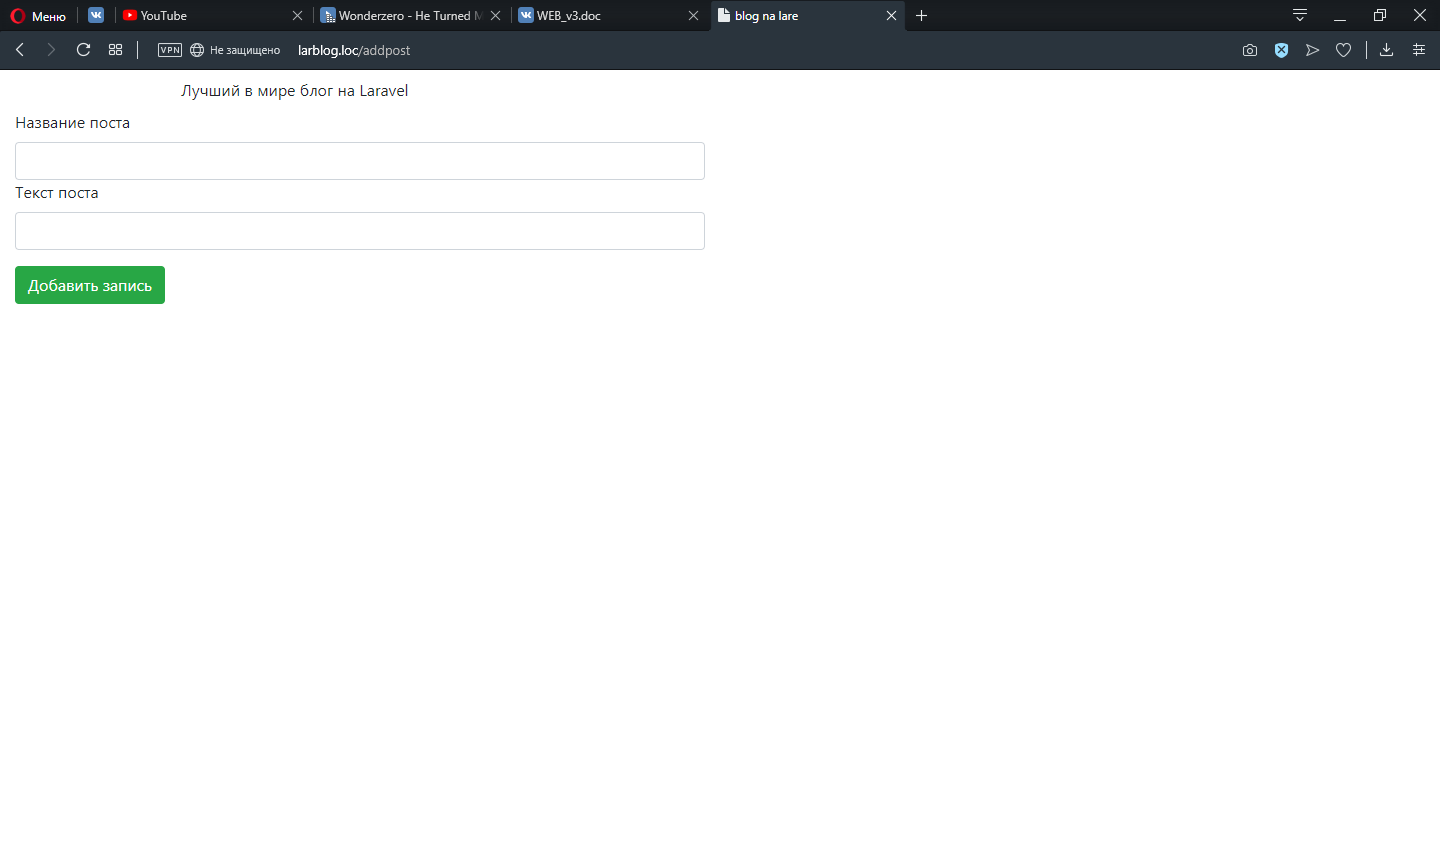 Меню YouTube Wonderzero - He Turned M WEB_v3.doc blog na lare
VPN Не защищено larblog.loc/addpost
Лучший в мире блог на Laravel
Название поста
Текст поста
Добавить запись